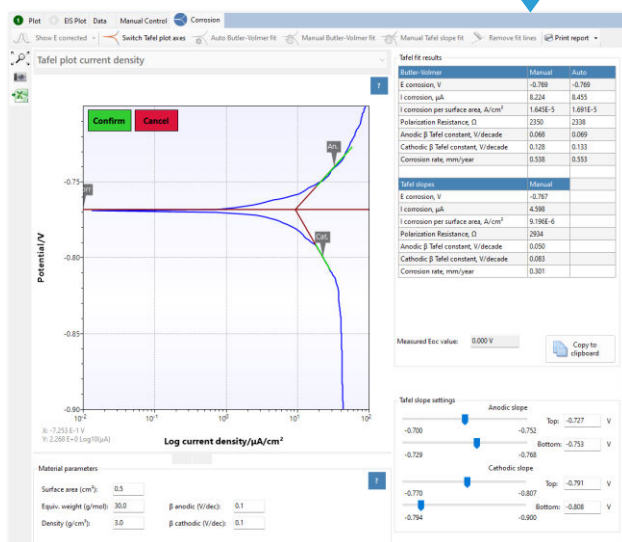 Plot EIS Plot Data Manual Control Corrosion
Show E corrected Switch Tafel plot axes Auto Butler-Volmer fit Manual Butler-Volmer fit Manual Tafel slope fit Remove fit lines Print report
Tafel plot current density
?
Confirm Cancel
An.
Cat.
Potential/V
-0.75
-0.80
-0.85
-0.90
10-2 10-1 100 101 102
X: -7,253 E-1 V
Y: 2,268 E+0 Log10(µA)
Log current density/µA/cm²
Material parameters
?
Surface area (cm²): 0.5
Equiv. weight (g/mol): 30.0 β anodic (V/dec): 0.1
Density (g/cm³): 3.0 β cathodic (V/dec): 0.1
Tafel fit results
Butler-Volmer Manual Auto
E corrosion, V -0.769 -0.769
I corrosion, µA 8.224 8.455
I corrosion per surface area, A/cm² 1.645E-5 1.691E-5
Polarization Resistance, Ω 2350 2338
Anodic β Tafel constant, V/decade 0.068 0.069
Cathodic β Tafel constant, V/decade 0.128 0.133
Corrosion rate, mm/year 0.538 0.553
Tafel slopes Manual
E corrosion, V -0.767
I corrosion, µA 4.598
I corrosion per surface area, A/cm² 9.196E-6
Polarization Resistance, Ω 2934
Anodic β Tafel constant, V/decade 0.050
Cathodic β Tafel constant, V/decade 0.083
Corrosion rate, mm/year 0.301
Measured Eoc value: 0.000 V
Copy to
clipboard
Tafel slope settings
Anodic slope
Top: -0.727 V
-0.700 -0.752
Bottom: -0.753 V
-0.729 -0.768
Cathodic slope
Top: -0.791 V
-0.770 -0.807
Bottom: -0.808 V
-0.794 -0.900